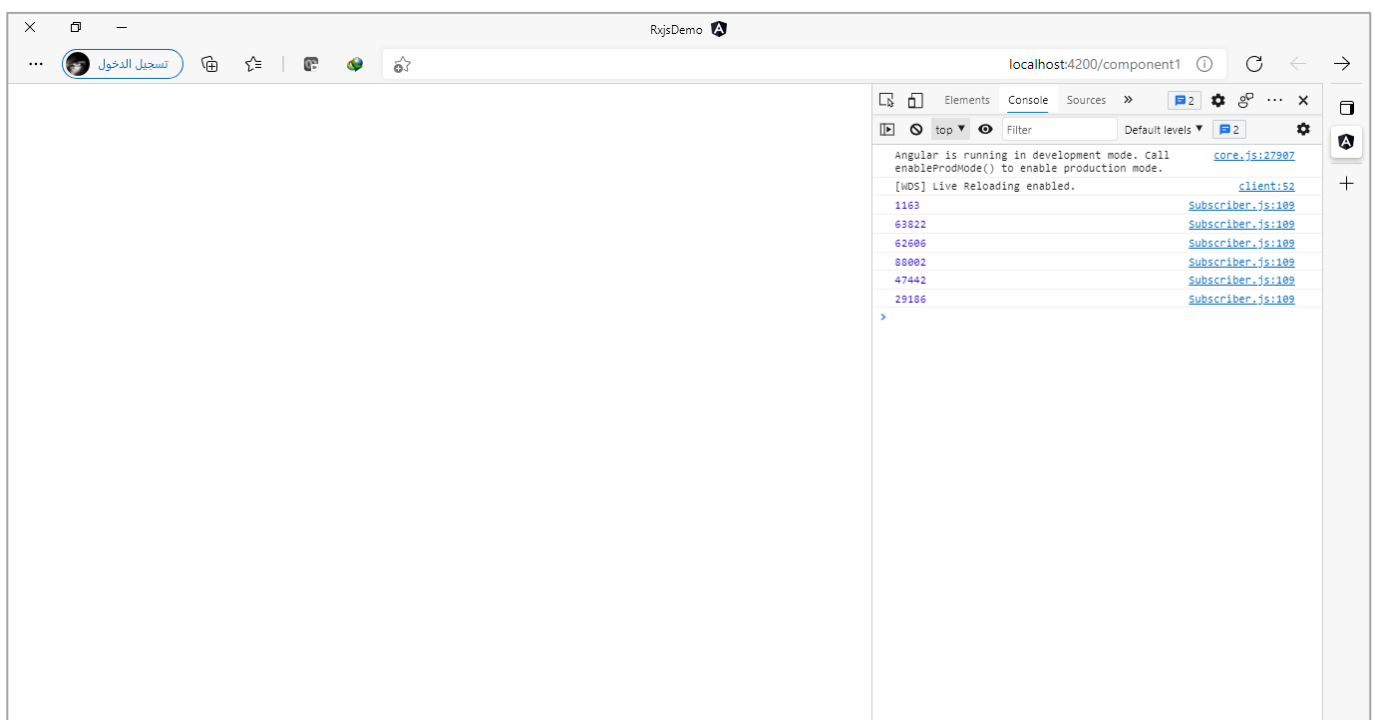 RxjsDemo
تسجيل الدخول
localhost:4200/component1
Elements Console Sources 2
top Filter Default levels 2
Angular is running in development mode. Call core.js:27907
enableProdMode() to enable production mode.
[WDS] Live Reloading enabled. client:52
1163 Subscriber.js:109
63822 Subscriber.js:109
62606 Subscriber.js:109
88002 Subscriber.js:109
47442 Subscriber.js:109
29186 Subscriber.js:109